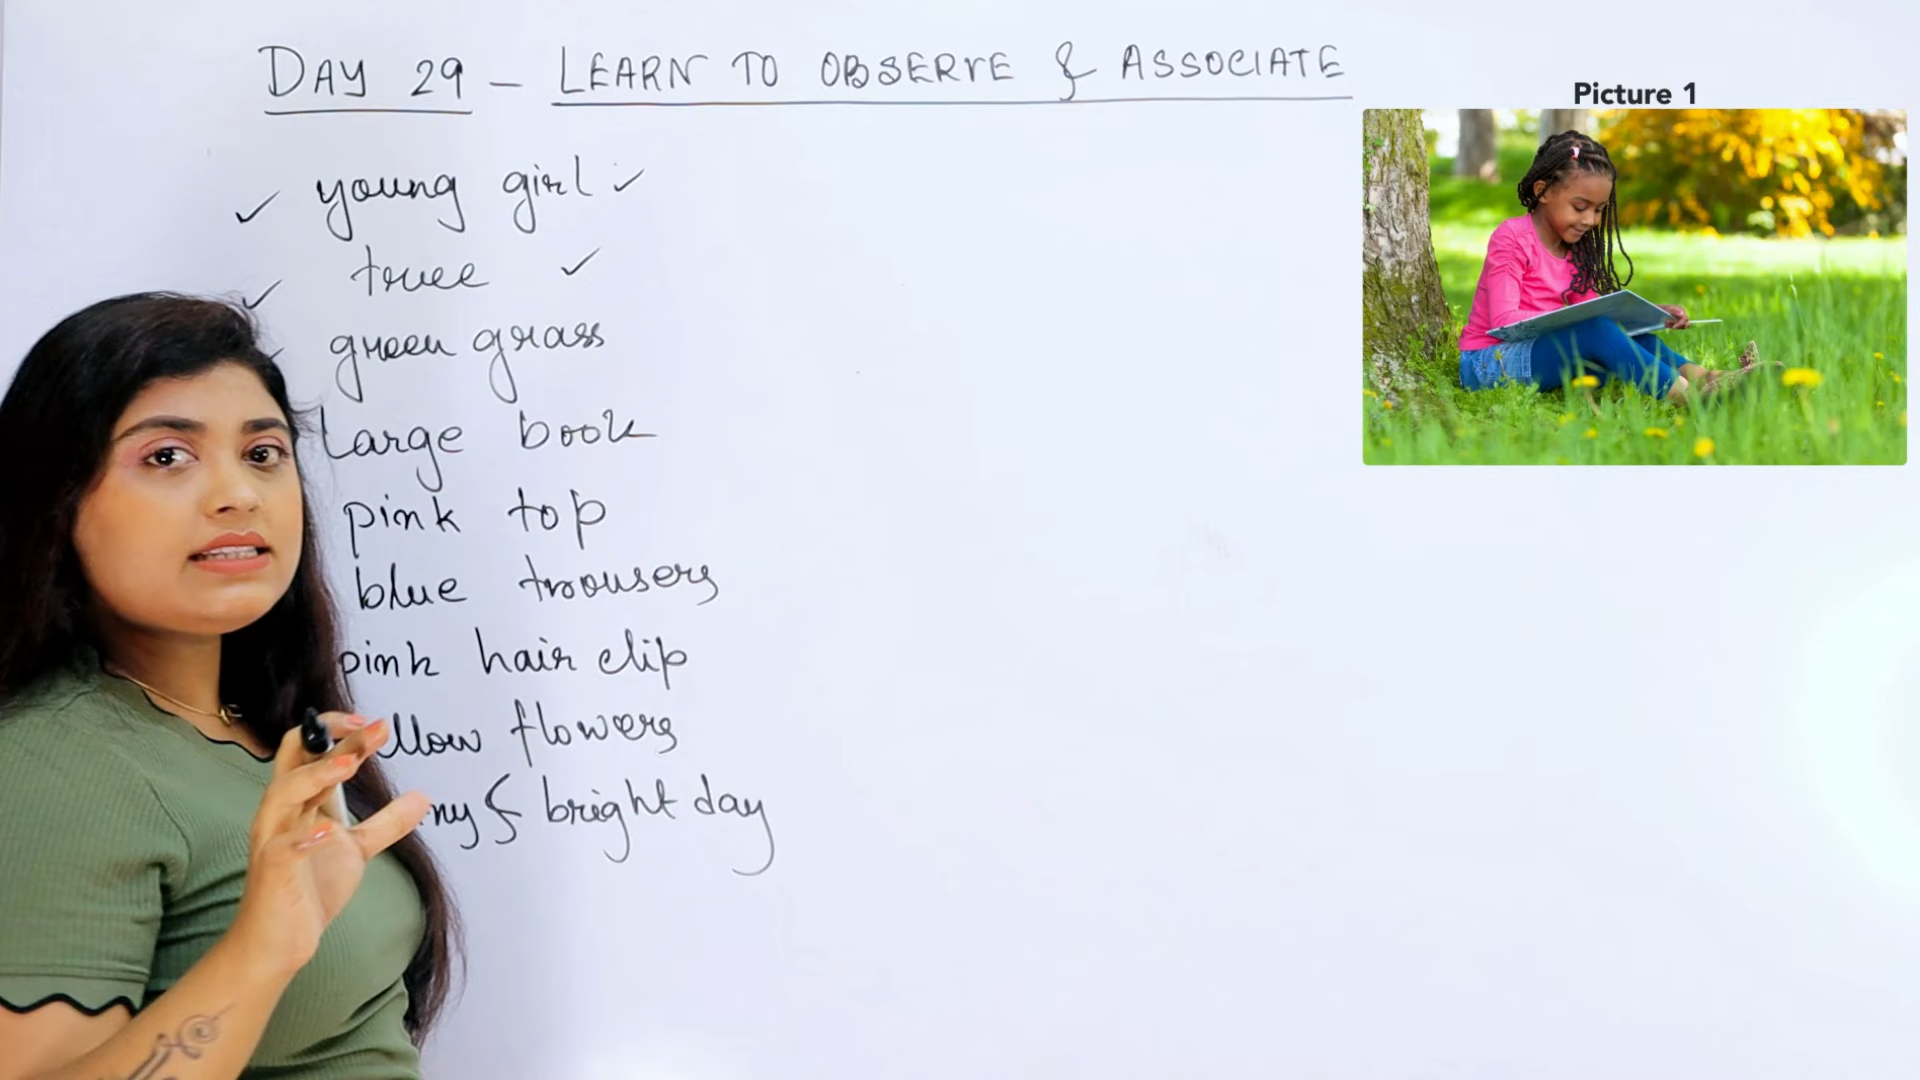 DAY 29 - LEARN TO OBSERVE & ASSOCIATE
Picture 1
✓ young girl ✓
✓ tree ✓
green grass
Large book
pink top
blue trousers
pink hair clip
flowers
& bright day